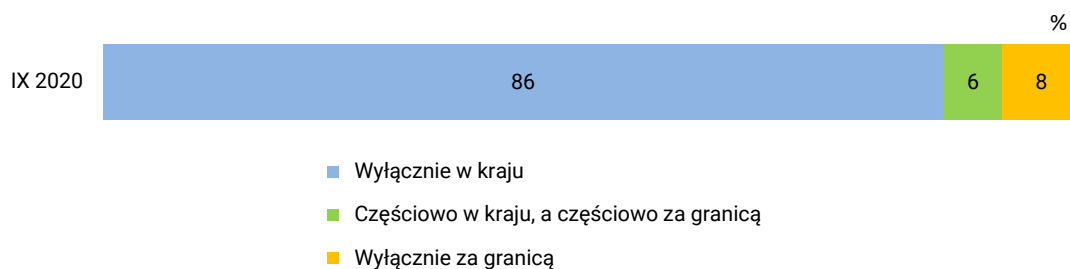 %
IX 2020 86 6 8
Wyłącznie w kraju
Częściowo w kraju, a częściowo za granicą
Wyłącznie za granicą